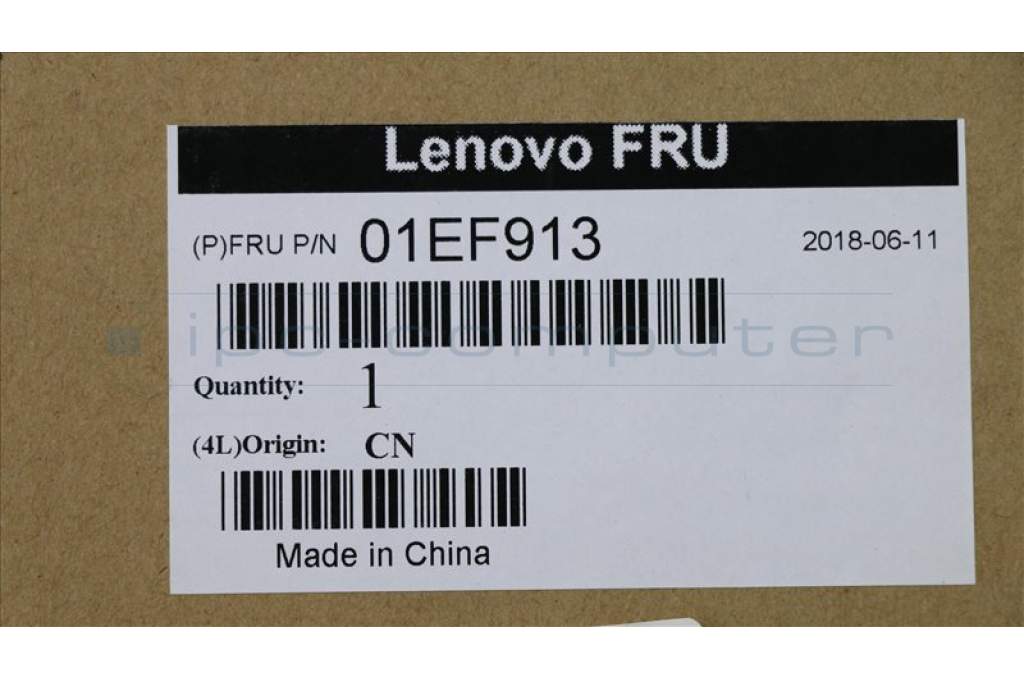 Lenovo FRU
(P)FRU P/N 01EF913 2018-06-11
ipc-computer
Quantity: 1
(4L)Origin: CN
Made in China